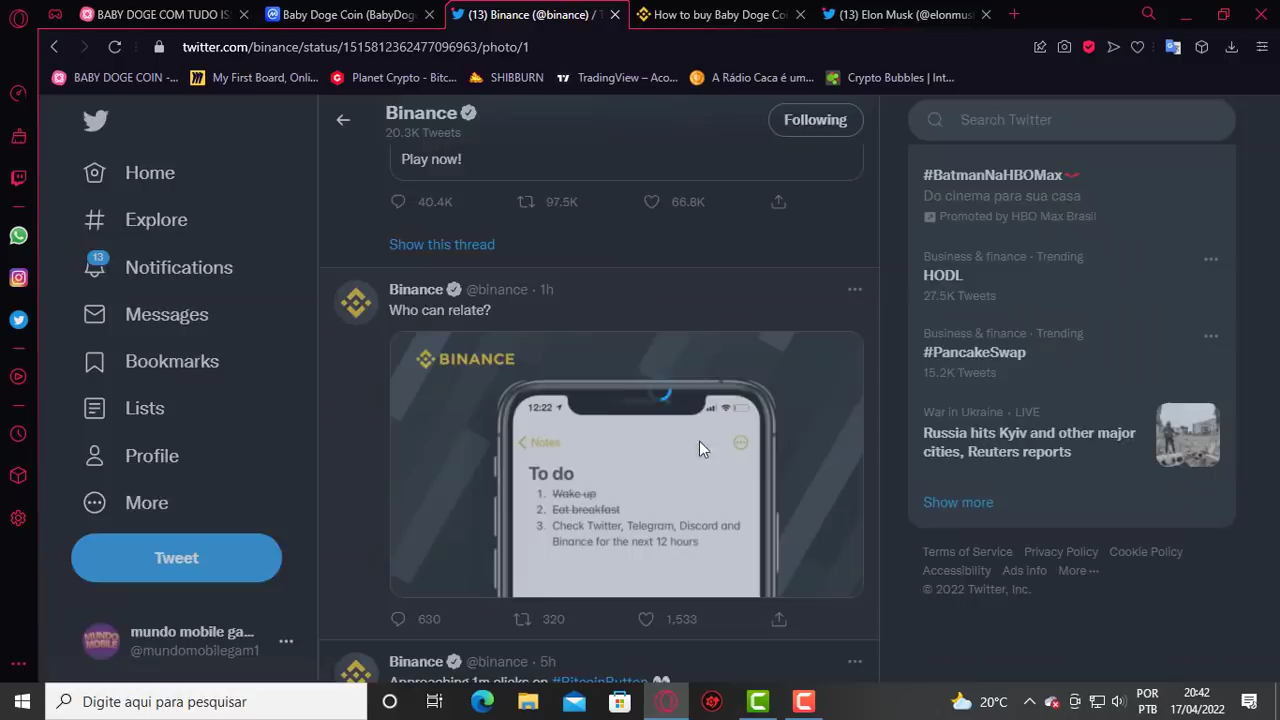 BABY DOGE COM TUDO IS
Baby Doge Coin (BabyDog
(13) Binance (@binance) / T
How to buy Baby Doge Co
(13) Elon Musk (@elonmus
twitter.com/binance/status/1515812362477096963/photo/1
BABY DOGE COIN -...
My First Board, Onli...
Planet Crypto - Bitc...
SHIBBURN
TradingView – Aco...
A Rádio Caca é um...
Crypto Bubbles | Int...
Home
Explore
13
Notifications
Messages
Bookmarks
Lists
Profile
More
Tweet
mundo mobile ga...
@mundomobilegam1
Binance
20.3K Tweets
Following
Play now!
40.4K
97.5K
66.8K
Show this thread
Binance @binance · 1h
Who can relate?
BINANCE
12:22
Notes
To do
1. Wake up
2. Eat breakfast
3. Check Twitter, Telegram, Discord and
Binance for the next 12 hours
630
320
1,533
Binance @binance · 5h
Approaching 1m clicks on #BitcoinButton
Search Twitter
#BatmanNaHBOMax
Do cinema para sua casa
Promoted by HBO Max Brasil
Business & finance · Trending
HODL
27.5K Tweets
Business & finance · Trending
#PancakeSwap
15.2K Tweets
War in Ukraine · LIVE
Russia hits Kyiv and other major
cities, Reuters reports
Show more
Terms of Service Privacy Policy Cookie Policy
Accessibility Ads info More ···
© 2022 Twitter, Inc.
Digite aqui para pesquisar
20°C
POR
PTB
20:42
17/04/2022